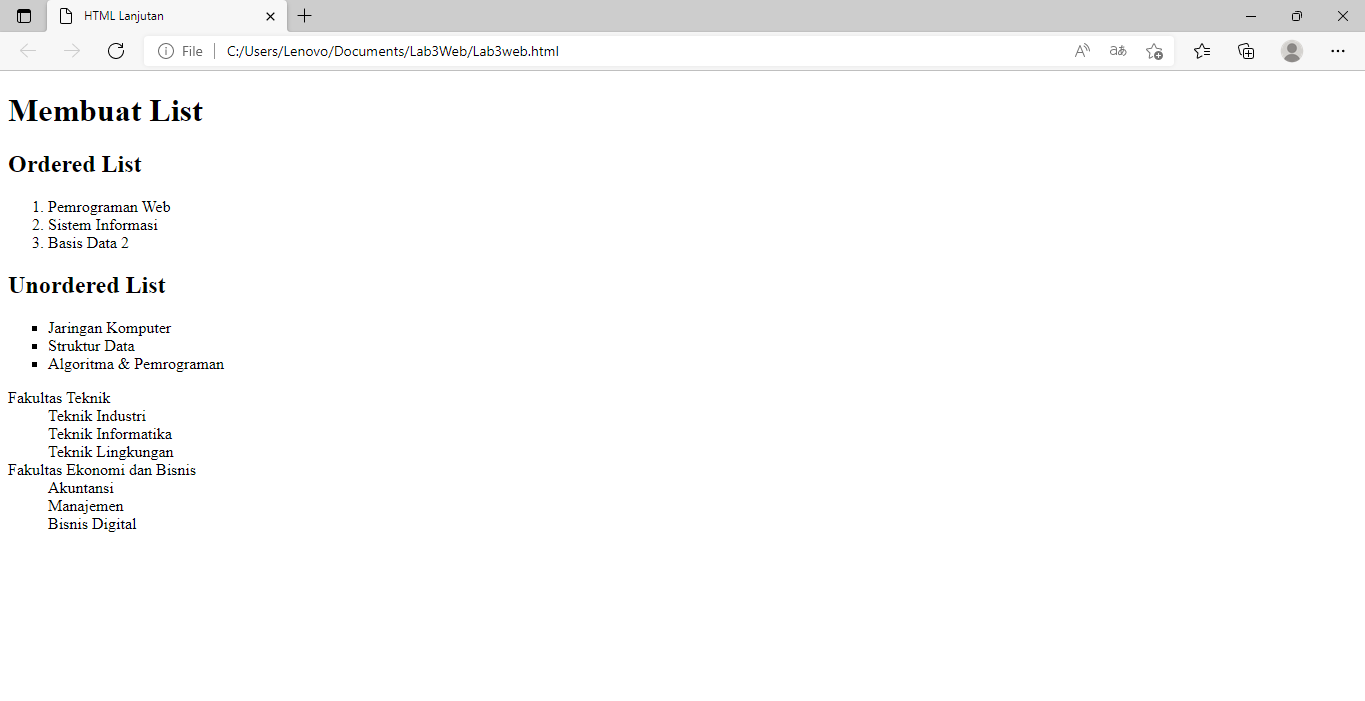 HTML Lanjutan
File
C:/Users/Lenovo/Documents/Lab3Web/Lab3web.html
Membuat List
Ordered List
1. Pemrograman Web
2. Sistem Informasi
3. Basis Data 2
Unordered List
▪ Jaringan Komputer
▪ Struktur Data
▪ Algoritma & Pemrograman
Fakultas Teknik
Teknik Industri
Teknik Informatika
Teknik Lingkungan
Fakultas Ekonomi dan Bisnis
Akuntansi
Manajemen
Bisnis Digital